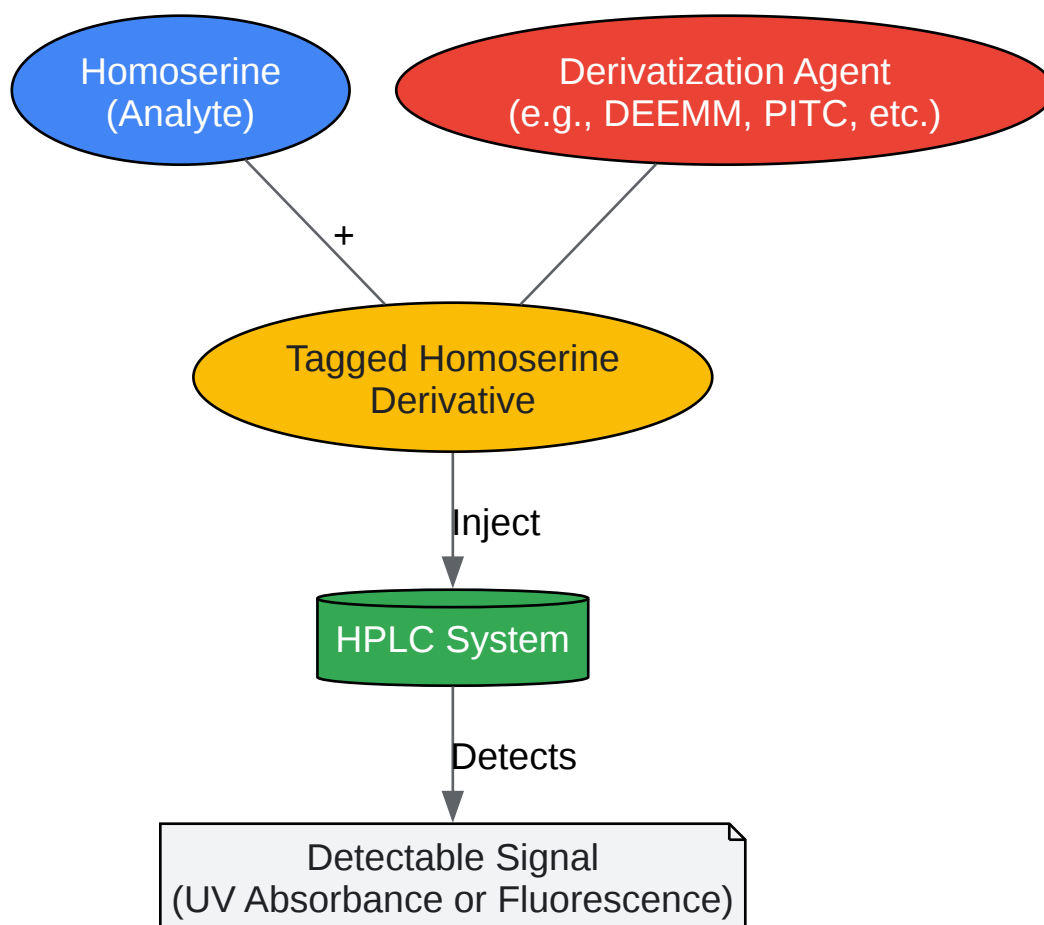 Homoserine
(Analyte)
Derivatization Agent
(e.g., DEEMM, PITC, etc.)
+
Tagged Homoserine
Derivative
Inject
HPLC System
Detects
Detectable Signal
(UV Absorbance or Fluorescence)